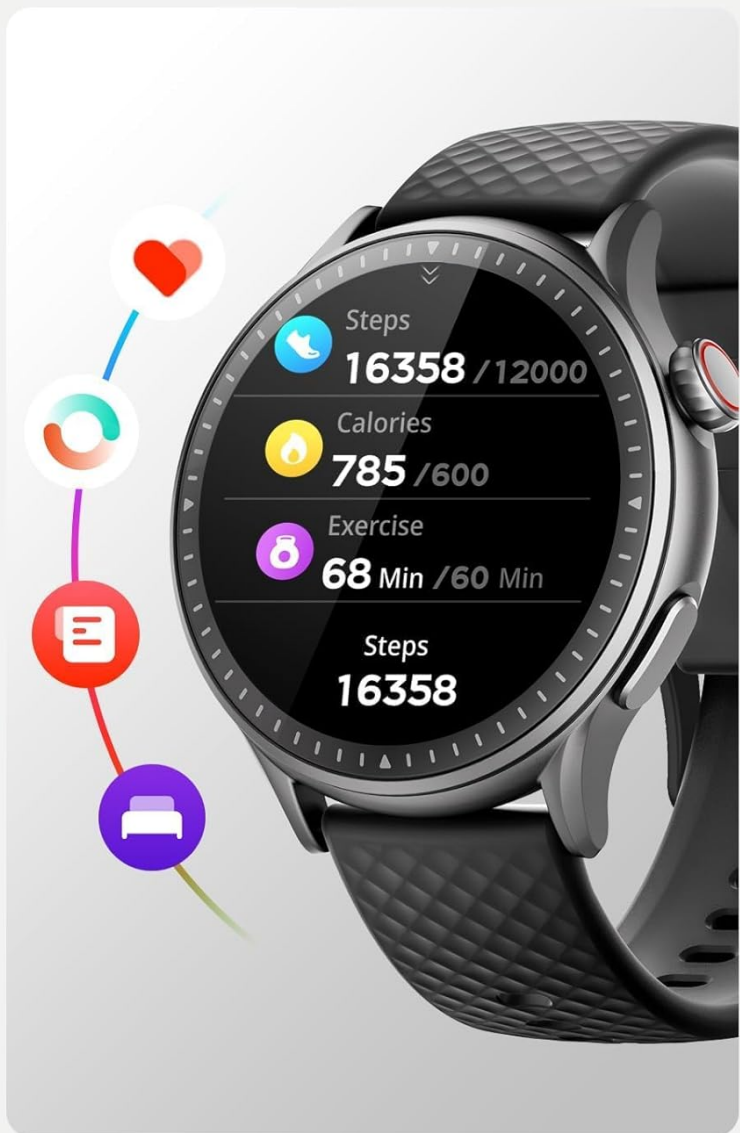 Steps
16358 / 12000
Calories
785 /600
Exercise
68 Min /60 Min
Steps
16358